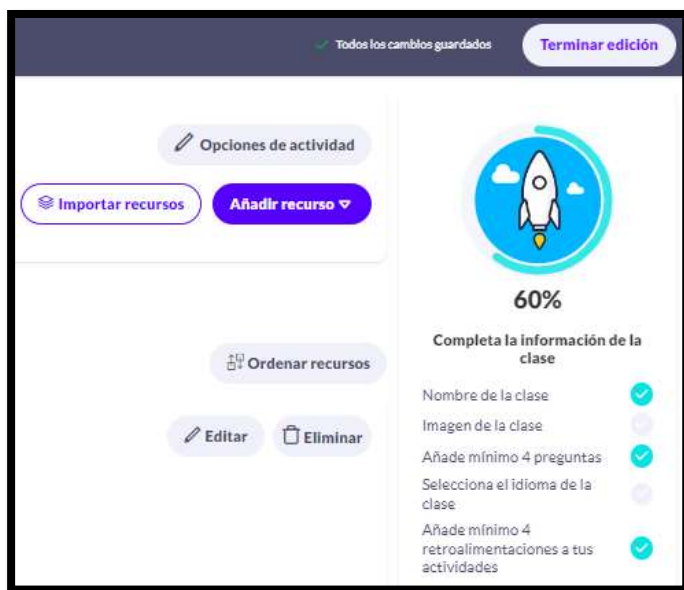 Todos los cambios guardados
Terminar edición
Opciones de actividad
Importar recursos
Añadir recurso
60%
Completa la información de la
clase
Ordenar recursos
Nombre de la clase
Imagen de la clase
Editar
Eliminar
Añade mínimo 4 preguntas
Selecciona el idioma de la
clase
Añade mínimo 4
retroalimentaciones a tus
actividades